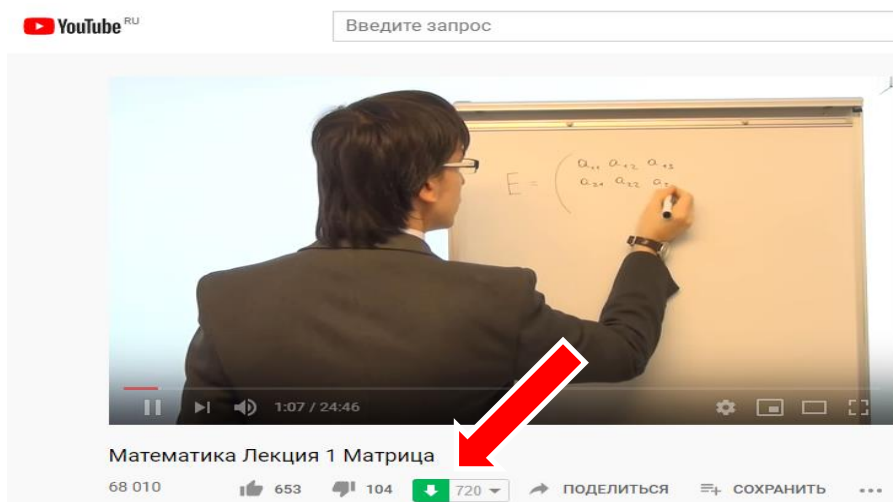 YouTube RU
Введите запрос
E = ( a₁₁ a₁₂ a₁₃
a₂₁ a₂₂ a₂
1:07 / 24:46
Математика Лекция 1 Матрица
68 010 653 104 720 ПОДЕЛИТЬСЯ СОХРАНИТЬ